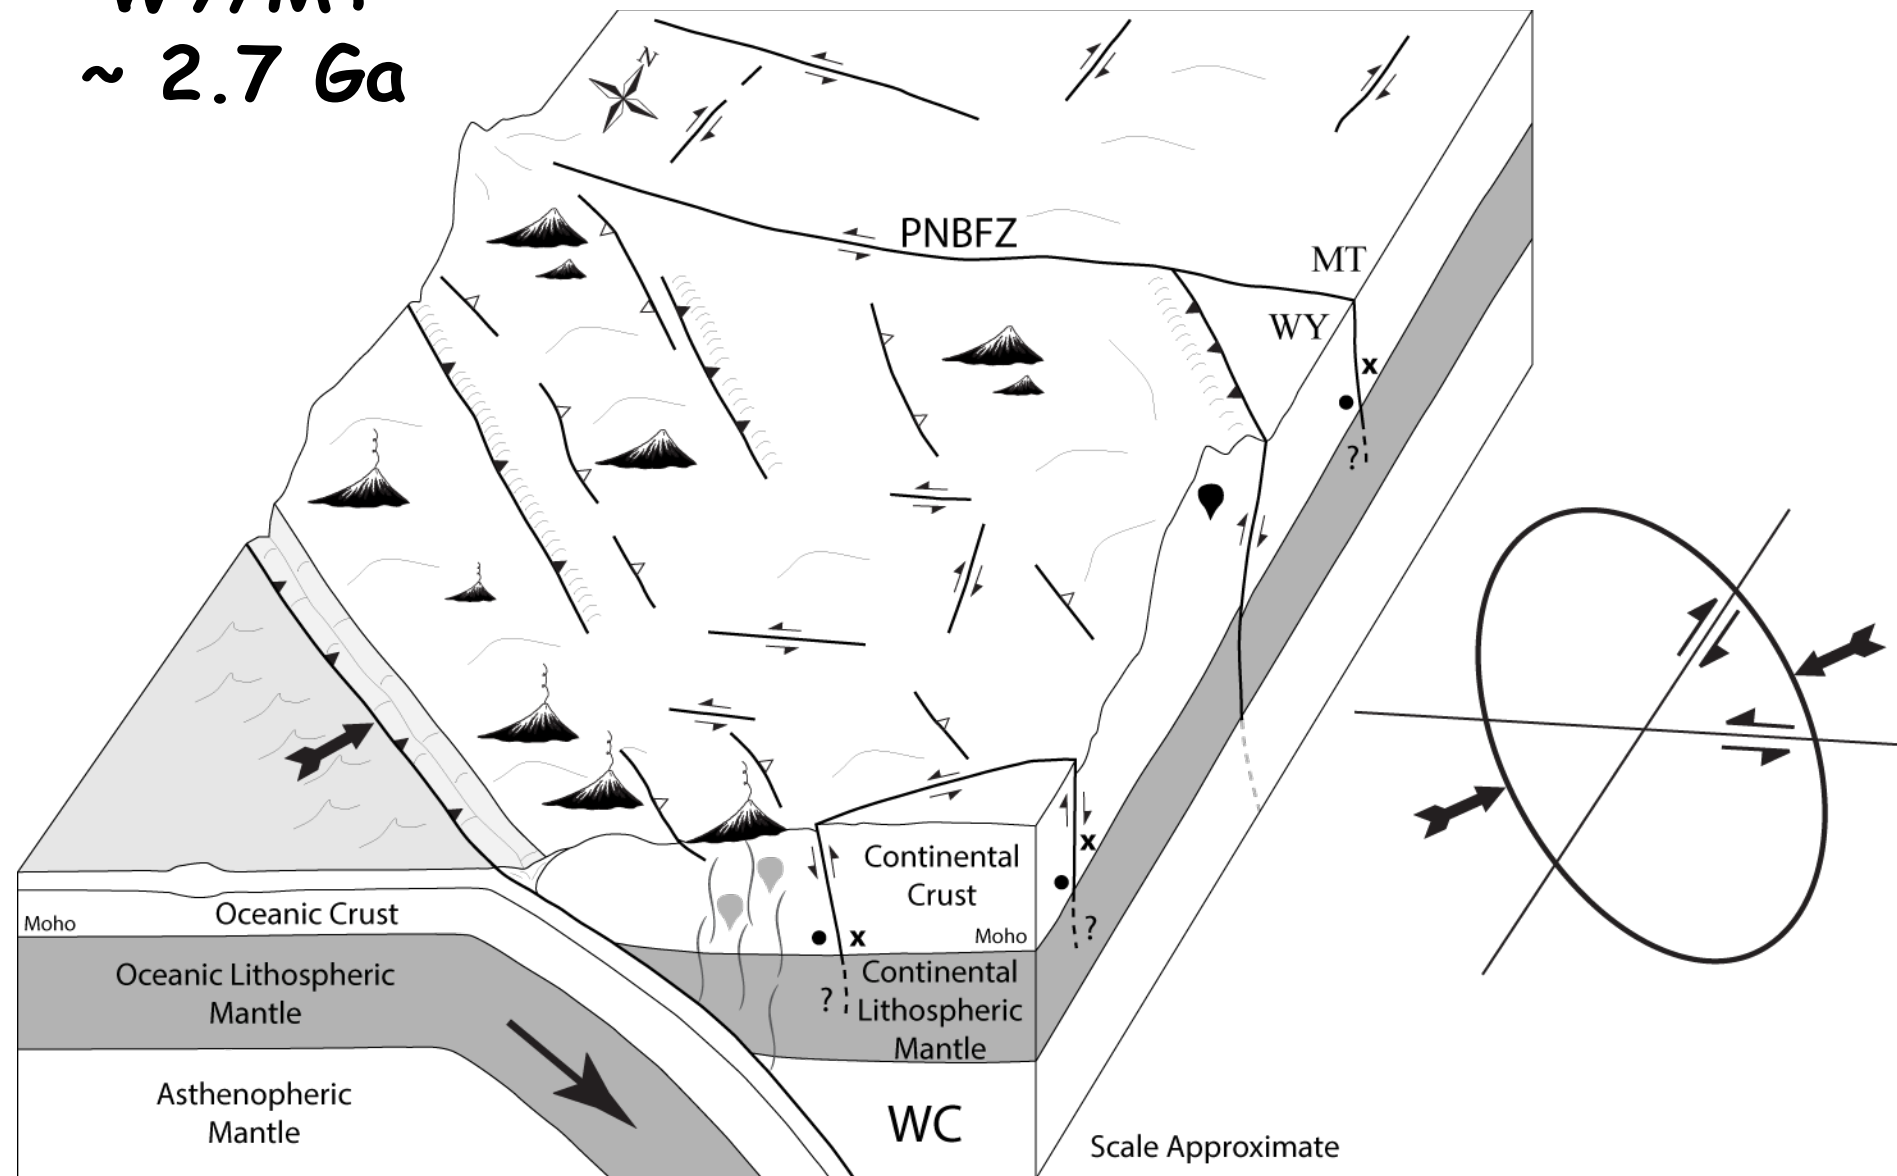 ~ 2.7 Ga
N
PNBFZ
MT
WY
x
?
Continental
Crust
x
Moho
Oceanic Crust
Moho
x
?
?
Oceanic Lithospheric
Mantle
Continental
Lithospheric
Mantle
Asthenopheric
Mantle
WC
Scale Approximate